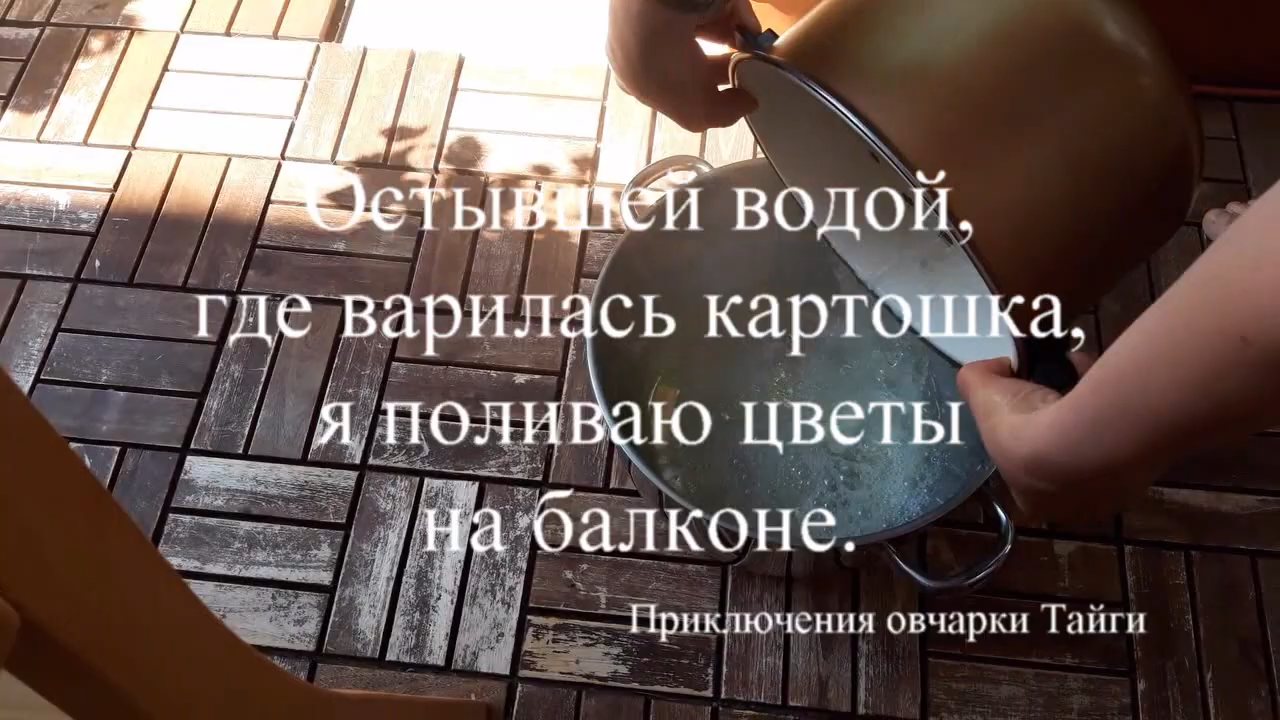 Остывшей водой,
где варилась картошка,
я поливаю цветы
на балконе.
Приключения овчарки Тайги